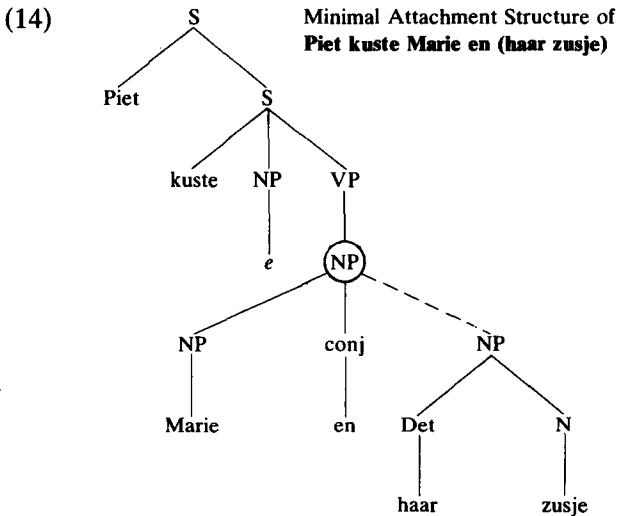 (14) S Minimal Attachment Structure of
Piet kuste Marie en (haar zusje)
Piet S
kuste NP VP
e NP
NP conj NP
Marie en Det N
haar zusje